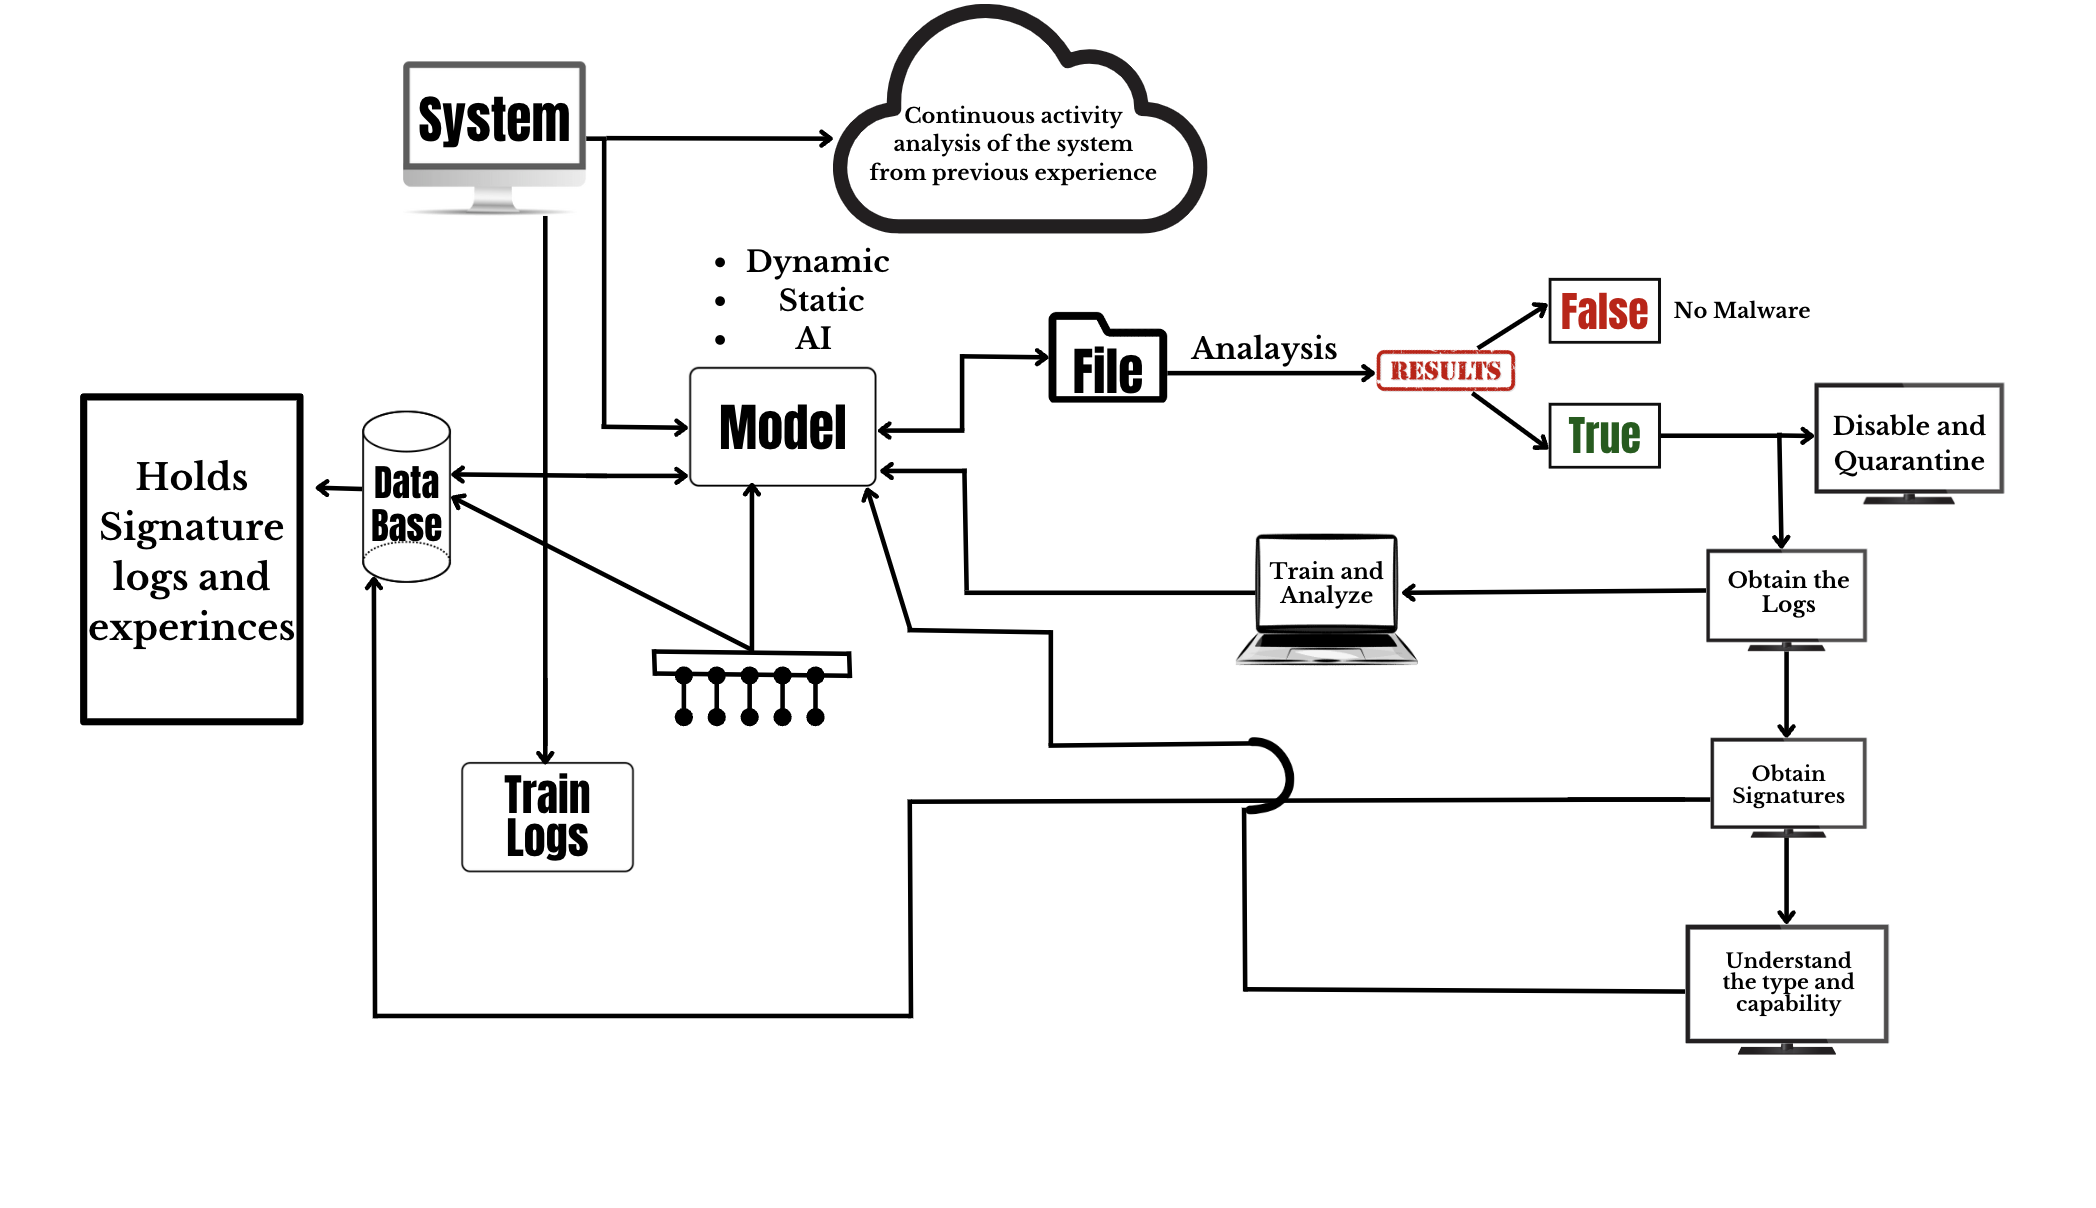 System
Continuous activity
analysis of the system
from previous experience
Dynamic
Static
AI
Model
File
Analaysis
RESULTS
False
No Malware
True
Disable and
Quarantine
Holds
Signature
logs and
experinces
Data
Base
Train and
Analyze
Obtain the
Logs
Train
Logs
Obtain
Signatures
Understand
the type and
capability